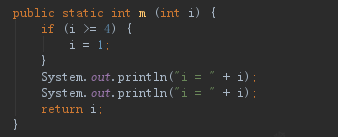 public static int m (int i) {
    if (i >= 4) {
        i = 1;
    }
    System.out.println("i = " + i);
    System.out.println("i = " + i);
    return i;
}